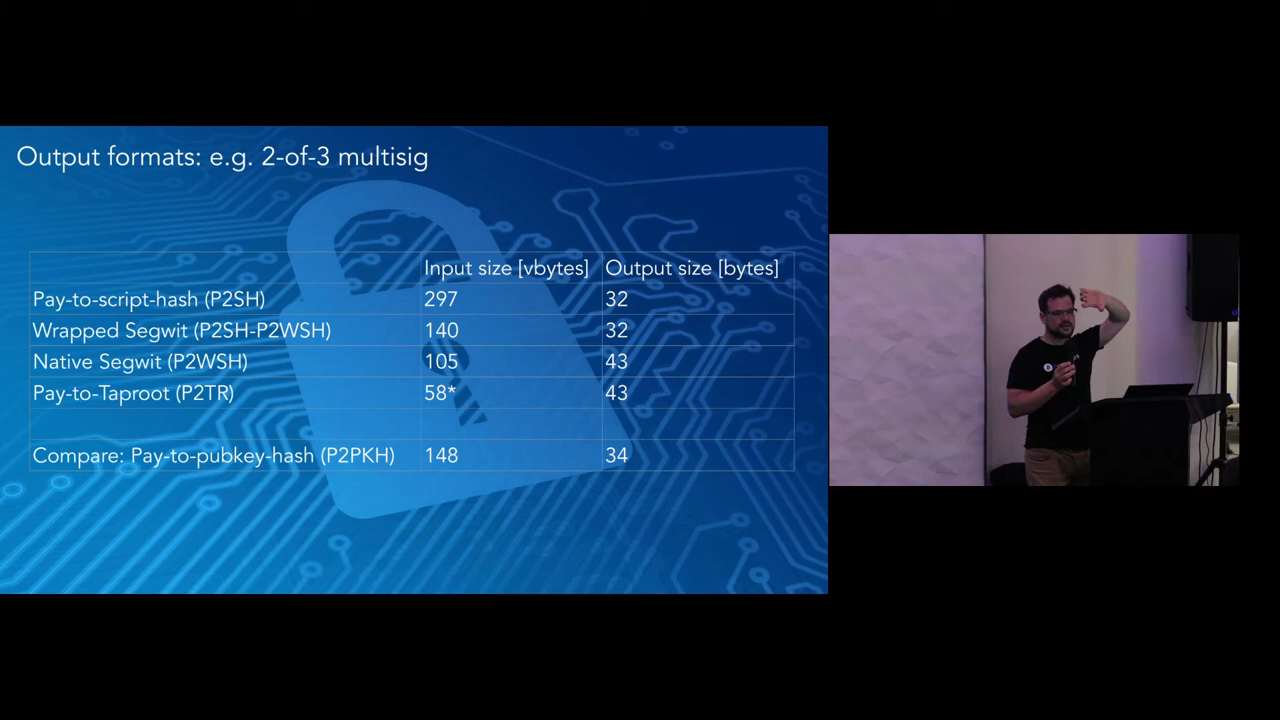 Output formats: e.g. 2-of-3 multisig
Input size [vbytes] Output size [bytes]
Pay-to-script-hash (P2SH) 297 32
Wrapped Segwit (P2SH-P2WSH) 140 32
Native Segwit (P2WSH) 105 43
Pay-to-Taproot (P2TR) 58* 43
Compare: Pay-to-pubkey-hash (P2PKH) 148 34